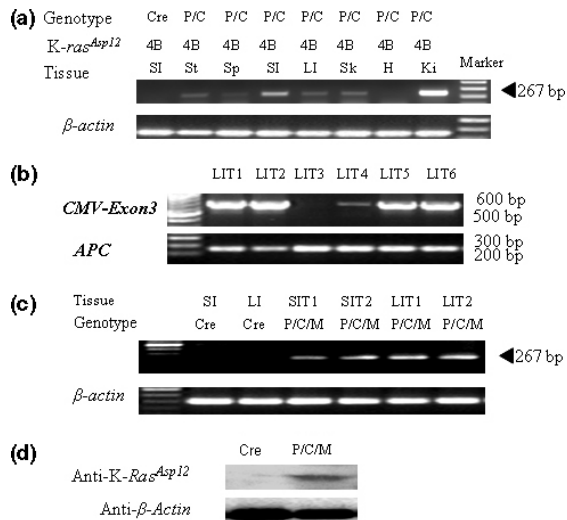 (a)
Genotype Cre P/C P/C P/C P/C P/C P/C P/C
K-rasAsp12 4B 4B 4B 4B 4B 4B 4B 4B
Tissue SI St Sp SI LI Sk H Ki Marker
267 bp
β-actin
(b)
LIT1 LIT2 LIT3 LIT4 LIT5 LIT6
CMV-Exon3 600 bp
500 bp
APC 300 bp
200 bp
(c)
Tissue SI LI SIT1 SIT2 LIT1 LIT2
Genotype Cre Cre P/C/M P/C/M P/C/M P/C/M
267 bp
β-actin
(d)
Cre P/C/M
Anti-K-RasAsp12
Anti-β-Actin